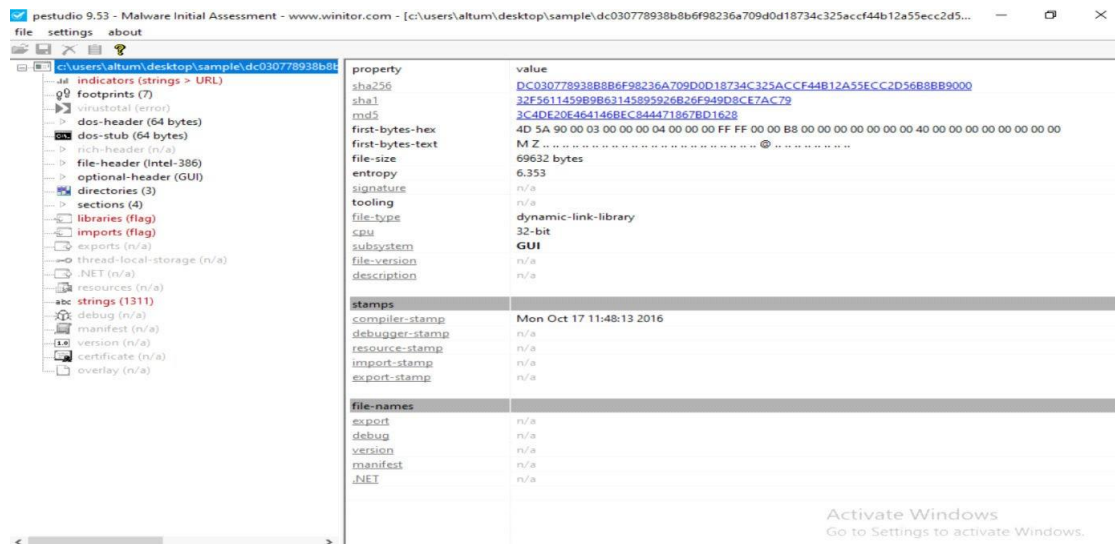 pestudio 9.53 - Malware Initial Assessment - www.winitor.com - [c:\users\altum\desktop\sample\dc030778938b8b6f98236a709d0d18734c325accf44b12a55ecc2d5...
file settings about
c:\users\altum\desktop\sample\dc030778938b8b
indicators (strings > URL)
footprints (7)
virustotal (error)
dos-header (64 bytes)
dos-stub (64 bytes)
rich-header (n/a)
file-header (Intel-386)
optional-header (GUI)
directories (3)
sections (4)
libraries (flag)
imports (flag)
exports (n/a)
thread-local-storage (n/a)
.NET (n/a)
resources (n/a)
abc strings (1311)
debug (n/a)
manifest (n/a)
1.0 version (n/a)
certificate (n/a)
overlay (n/a)
property value
sha256 DC030778938B8B6F98236A709D0D18734C325ACCF44B12A55ECC2D56B8BB9000
sha1 32F5611459B9B63145895926B26F949D8CE7AC79
md5 3C4DE20E464146BEC844471867BD1628
first-bytes-hex 4D 5A 90 00 03 00 00 00 04 00 00 00 FF FF 00 00 B8 00 00 00 00 00 00 00 40 00 00 00 00 00 00 00
first-bytes-text M Z .. .. .. .. .. .. .. .. .. .. .. .. .. .. .. .. .. .. .. .. .. .. @ .. .. .. .. .. .. ..
file-size 69632 bytes
entropy 6.353
signature n/a
tooling n/a
file-type dynamic-link-library
cpu 32-bit
subsystem GUI
file-version n/a
description n/a
stamps
compiler-stamp Mon Oct 17 11:48:13 2016
debugger-stamp n/a
resource-stamp n/a
import-stamp n/a
export-stamp n/a
file-names
export n/a
debug n/a
version n/a
manifest n/a
.NET n/a
Activate Windows
Go to Settings to activate Windows.